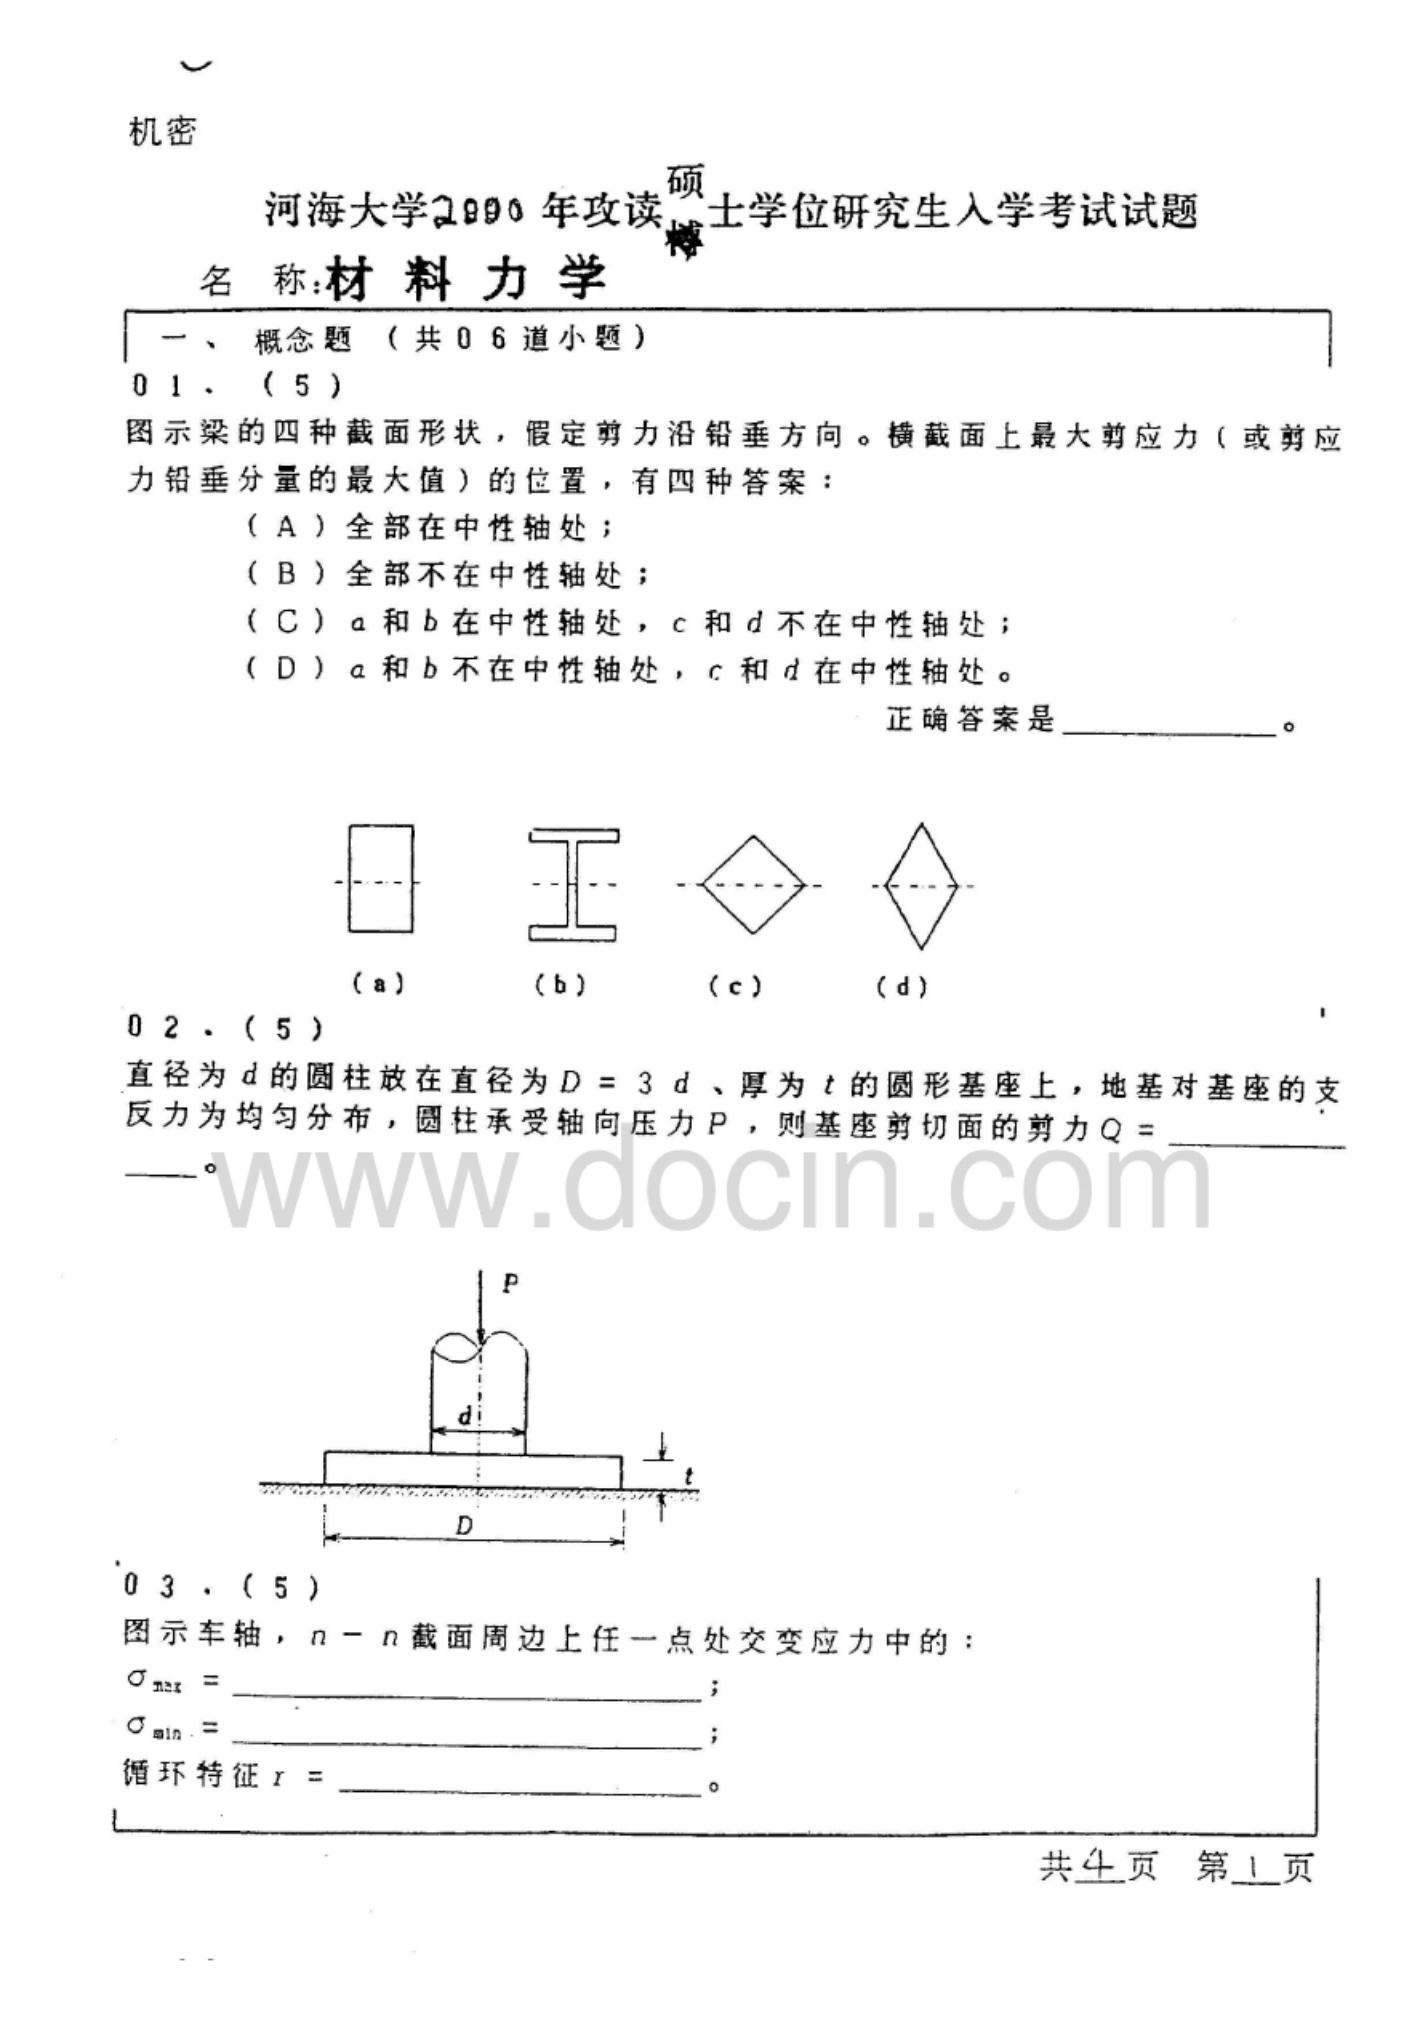 机密
河海大学2000年攻读硕士学位研究生入学考试试题
名 称:材 料 力 学
一、 概念题 (共06道小题)
01. (5)
图示梁的四种截面形状,假定剪力沿铅垂方向。横截面上最大剪应力(或剪应
力铅垂分量的最大值)的位置,有四种答案:
(A)全部在中性轴处;
(B)全部不在中性轴处;
(C)a和b在中性轴处,c和d不在中性轴处;
(D)a和b不在中性轴处,c和d在中性轴处。
正确答案是________。
(a) (b) (c) (d)
02.(5)
直径为d的圆柱放在直径为D=3d、厚为t的圆形基座上,地基对基座的支
反力为均匀分布,圆柱承受轴向压力P,则基座剪切面的剪力Q=________
____。
www.docin.com
P
d
t
D
03.(5)
图示车轴,n-n截面周边上任一点处交变应力中的:
σmax=________________;
σmin=________________;
循环特征r=____________。
共4页 第1页